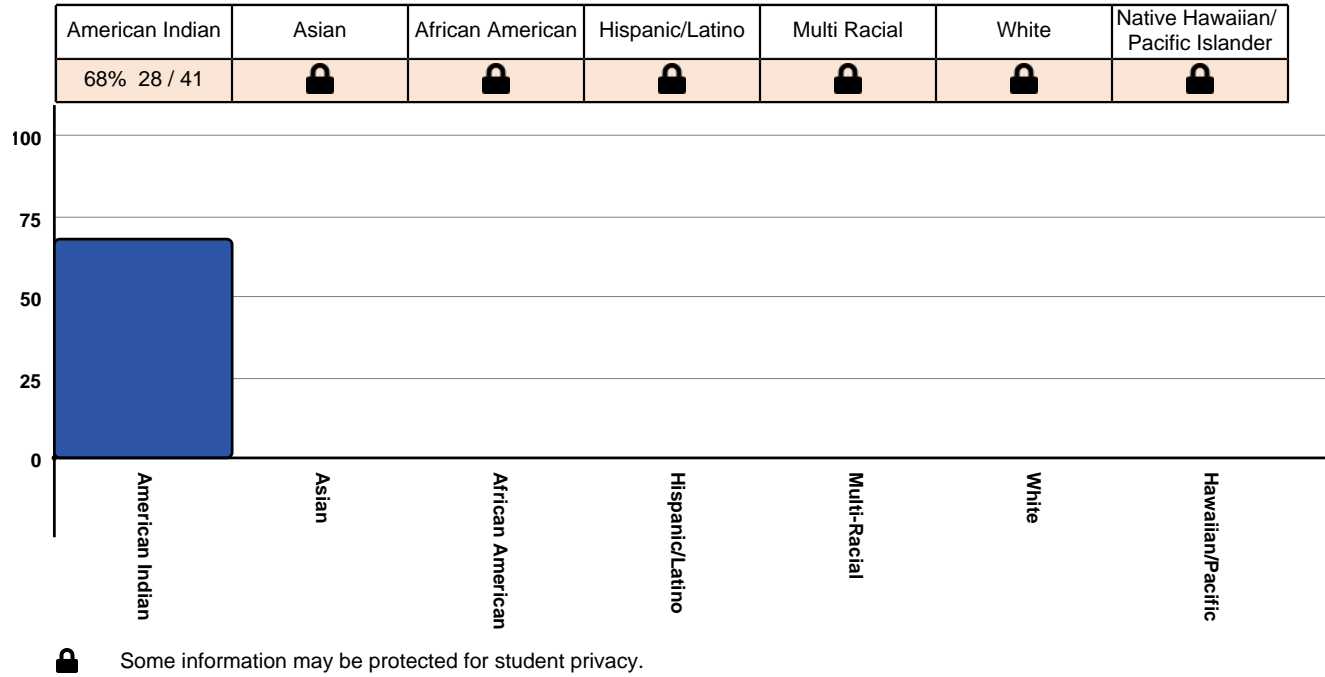 American Indian Asian African American Hispanic/Latino Multi Racial White Native Hawaiian/
Pacific Islander
68% 28 / 41
100
75
50
25
0
American Indian
Asian
African American
Hispanic/Latino
Multi-Racial
White
Hawaiian/Pacific
Some information may be protected for student privacy.